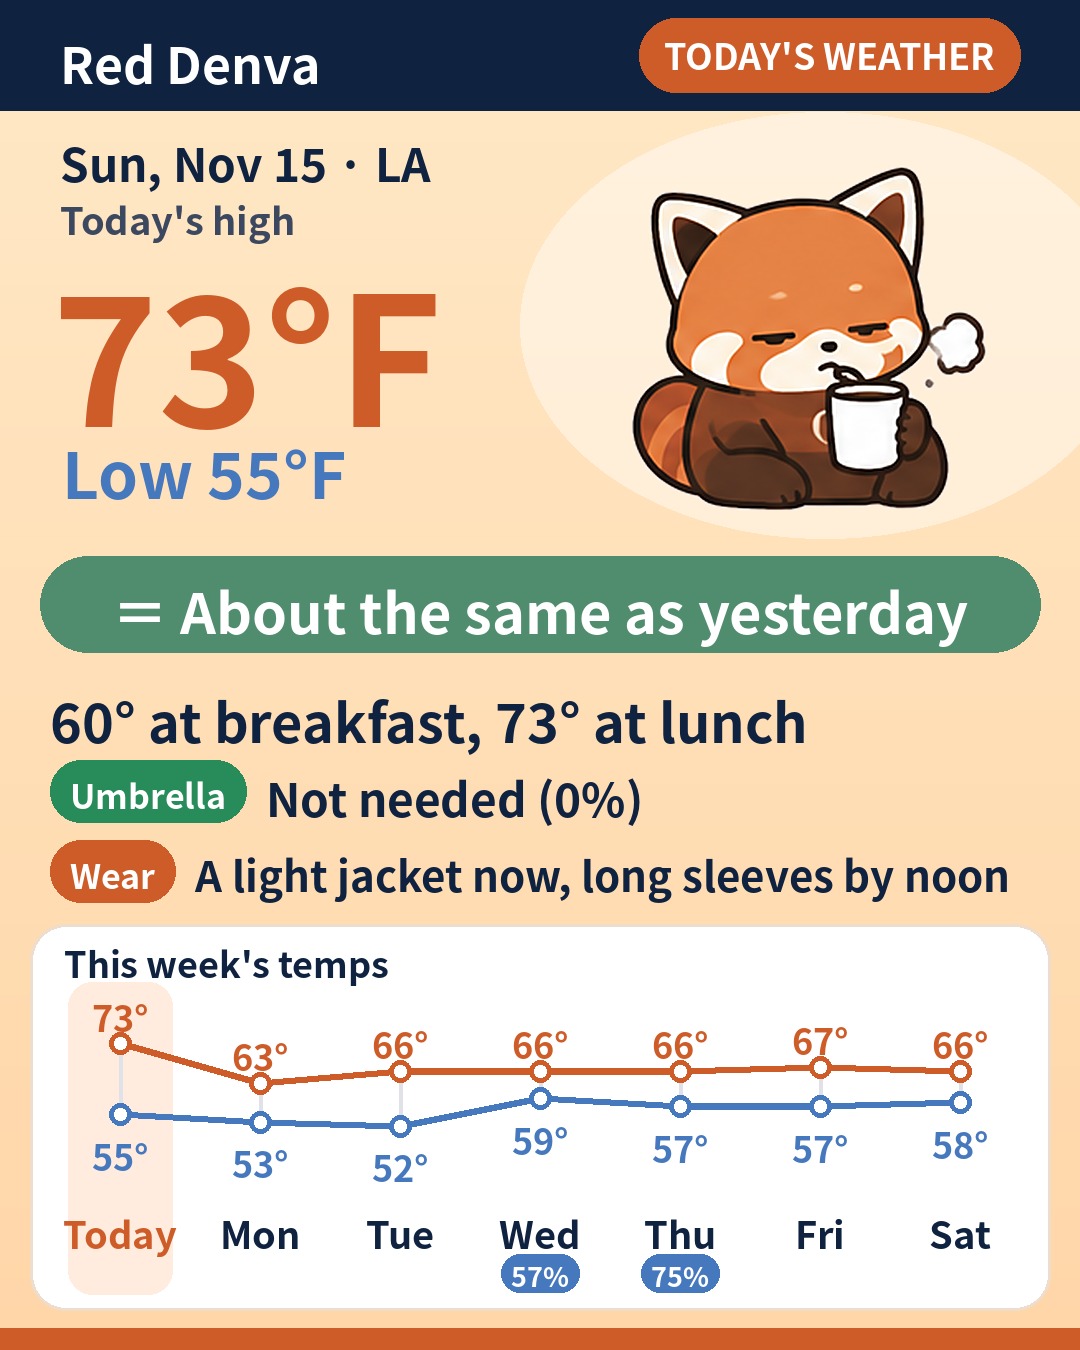 Red Denva
TODAY'S WEATHER
Sun, Nov 15 · LA
Today's high
73°F
Low 55°F
= About the same as yesterday
60° at breakfast, 73° at lunch
Umbrella Not needed (0%)
Wear A light jacket now, long sleeves by noon
This week's temps
73° 63° 66° 66° 66° 67° 66°
55° 53° 52° 59° 57° 57° 58°
Today Mon Tue Wed Thu Fri Sat
57% 75%